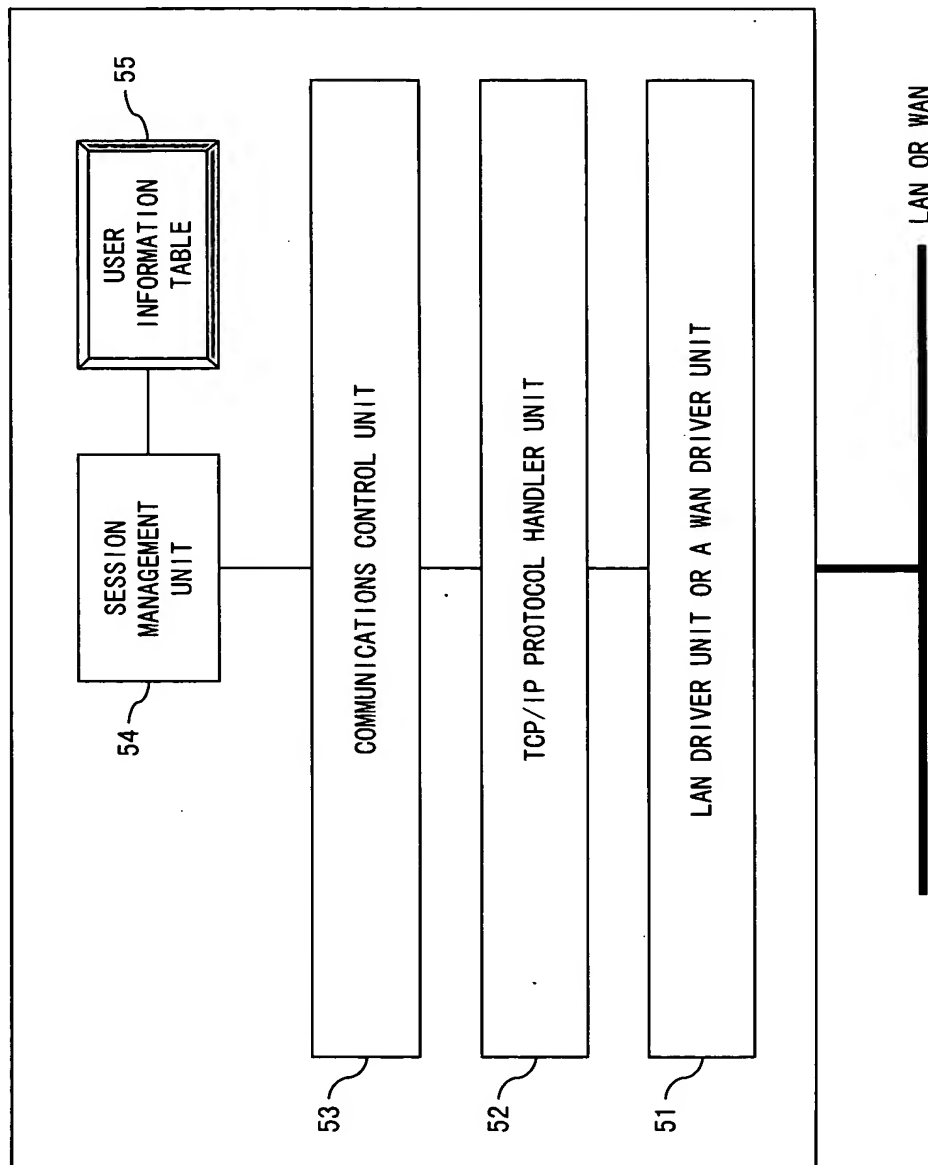 55
USER
INFORMATION
TABLE
SESSION
MANAGEMENT
UNIT
54
COMMUNICATIONS CONTROL UNIT
53
TCP/IP PROTOCOL HANDLER UNIT
52
LAN DRIVER UNIT OR A WAN DRIVER UNIT
51
LAN OR WAN